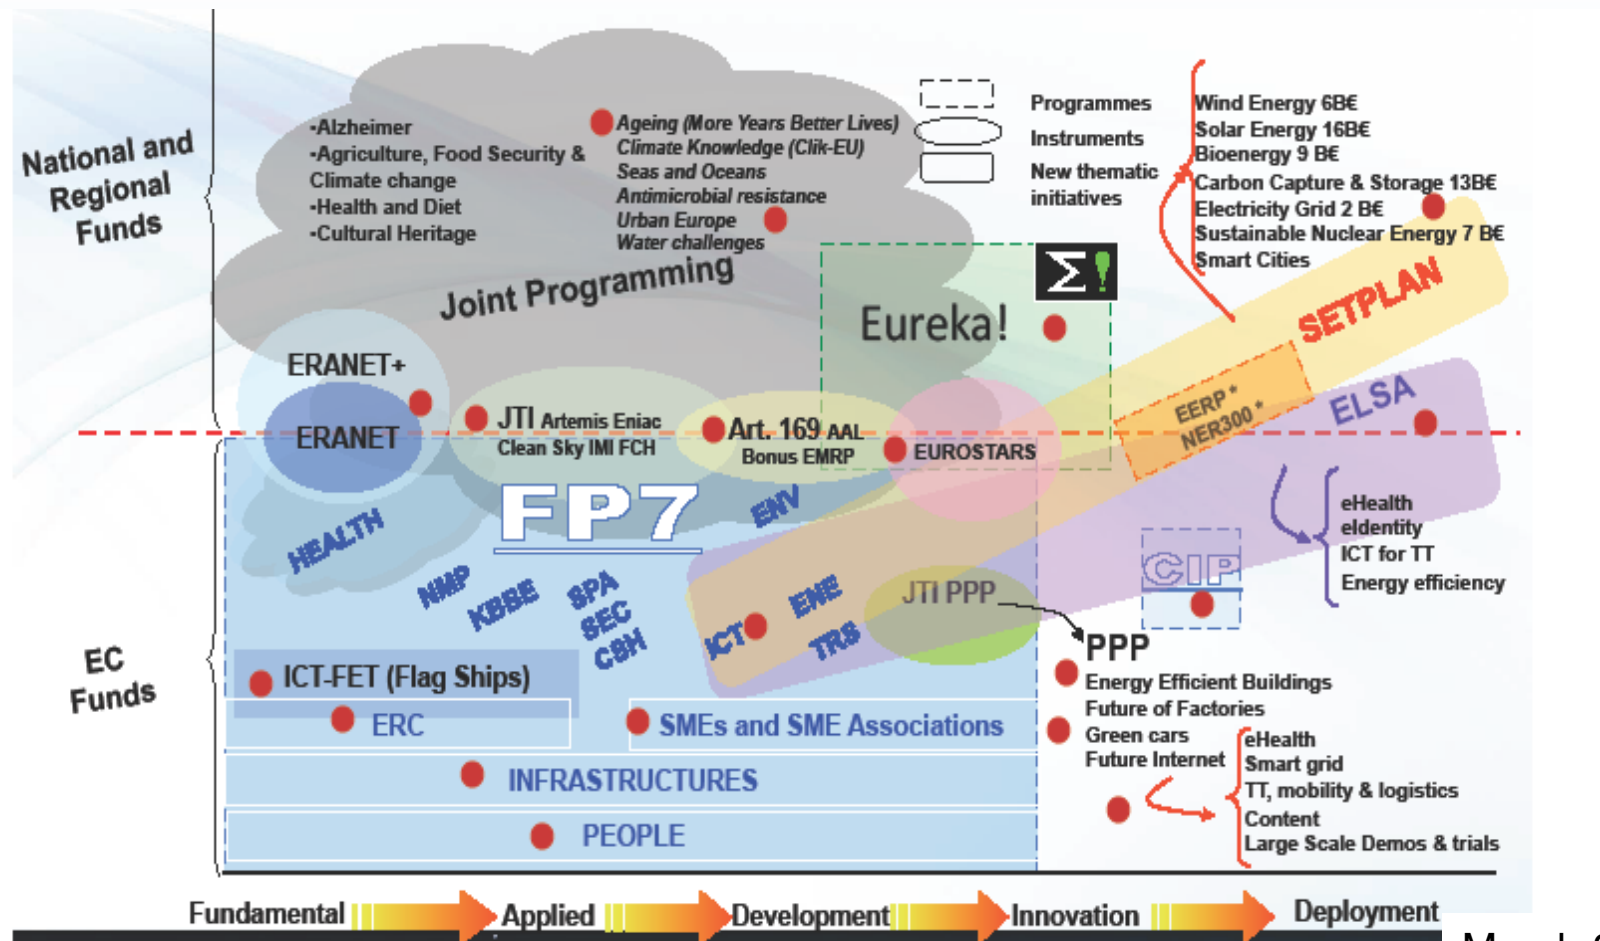 National and
Regional
Funds
•Alzheimer
•Agriculture, Food Security &
Climate change
•Health and Diet
•Cultural Heritage
Ageing (More Years Better Lives)
Climate Knowledge (Clik-EU)
Seas and Oceans
Antimicrobial resistance
Urban Europe
Water challenges
Joint Programming
Programmes
Instruments
New thematic
initiatives
Wind Energy 6B€
Solar Energy 16B€
Bioenergy 9 B€
Carbon Capture & Storage 13B€
Electricity Grid 2 B€
Sustainable Nuclear Energy 7 B€
Smart Cities
Σ!
Eureka!
SETPLAN
EERP *
NER300 *
ELSA
ERANET+
ERANET
JTI Artemis Eniac
Clean Sky IMI FCH
Art. 169 AAL
Bonus EMRP
EUROSTARS
FP7
HEALTH
NMP
KBBE
SPA
SEC
CSH
ENV
ICT
ENE
TRS
JTI PPP
CIP
eHealth
eIdentity
ICT for TT
Energy efficiency
EC
Funds
ICT-FET (Flag Ships)
ERC
SMEs and SME Associations
INFRASTRUCTURES
PEOPLE
PPP
Energy Efficient Buildings
Future of Factories
Green cars
Future Internet
eHealth
Smart grid
TT, mobility & logistics
Content
Large Scale Demos & trials
Fundamental
Applied
Development
Innovation
Deployment